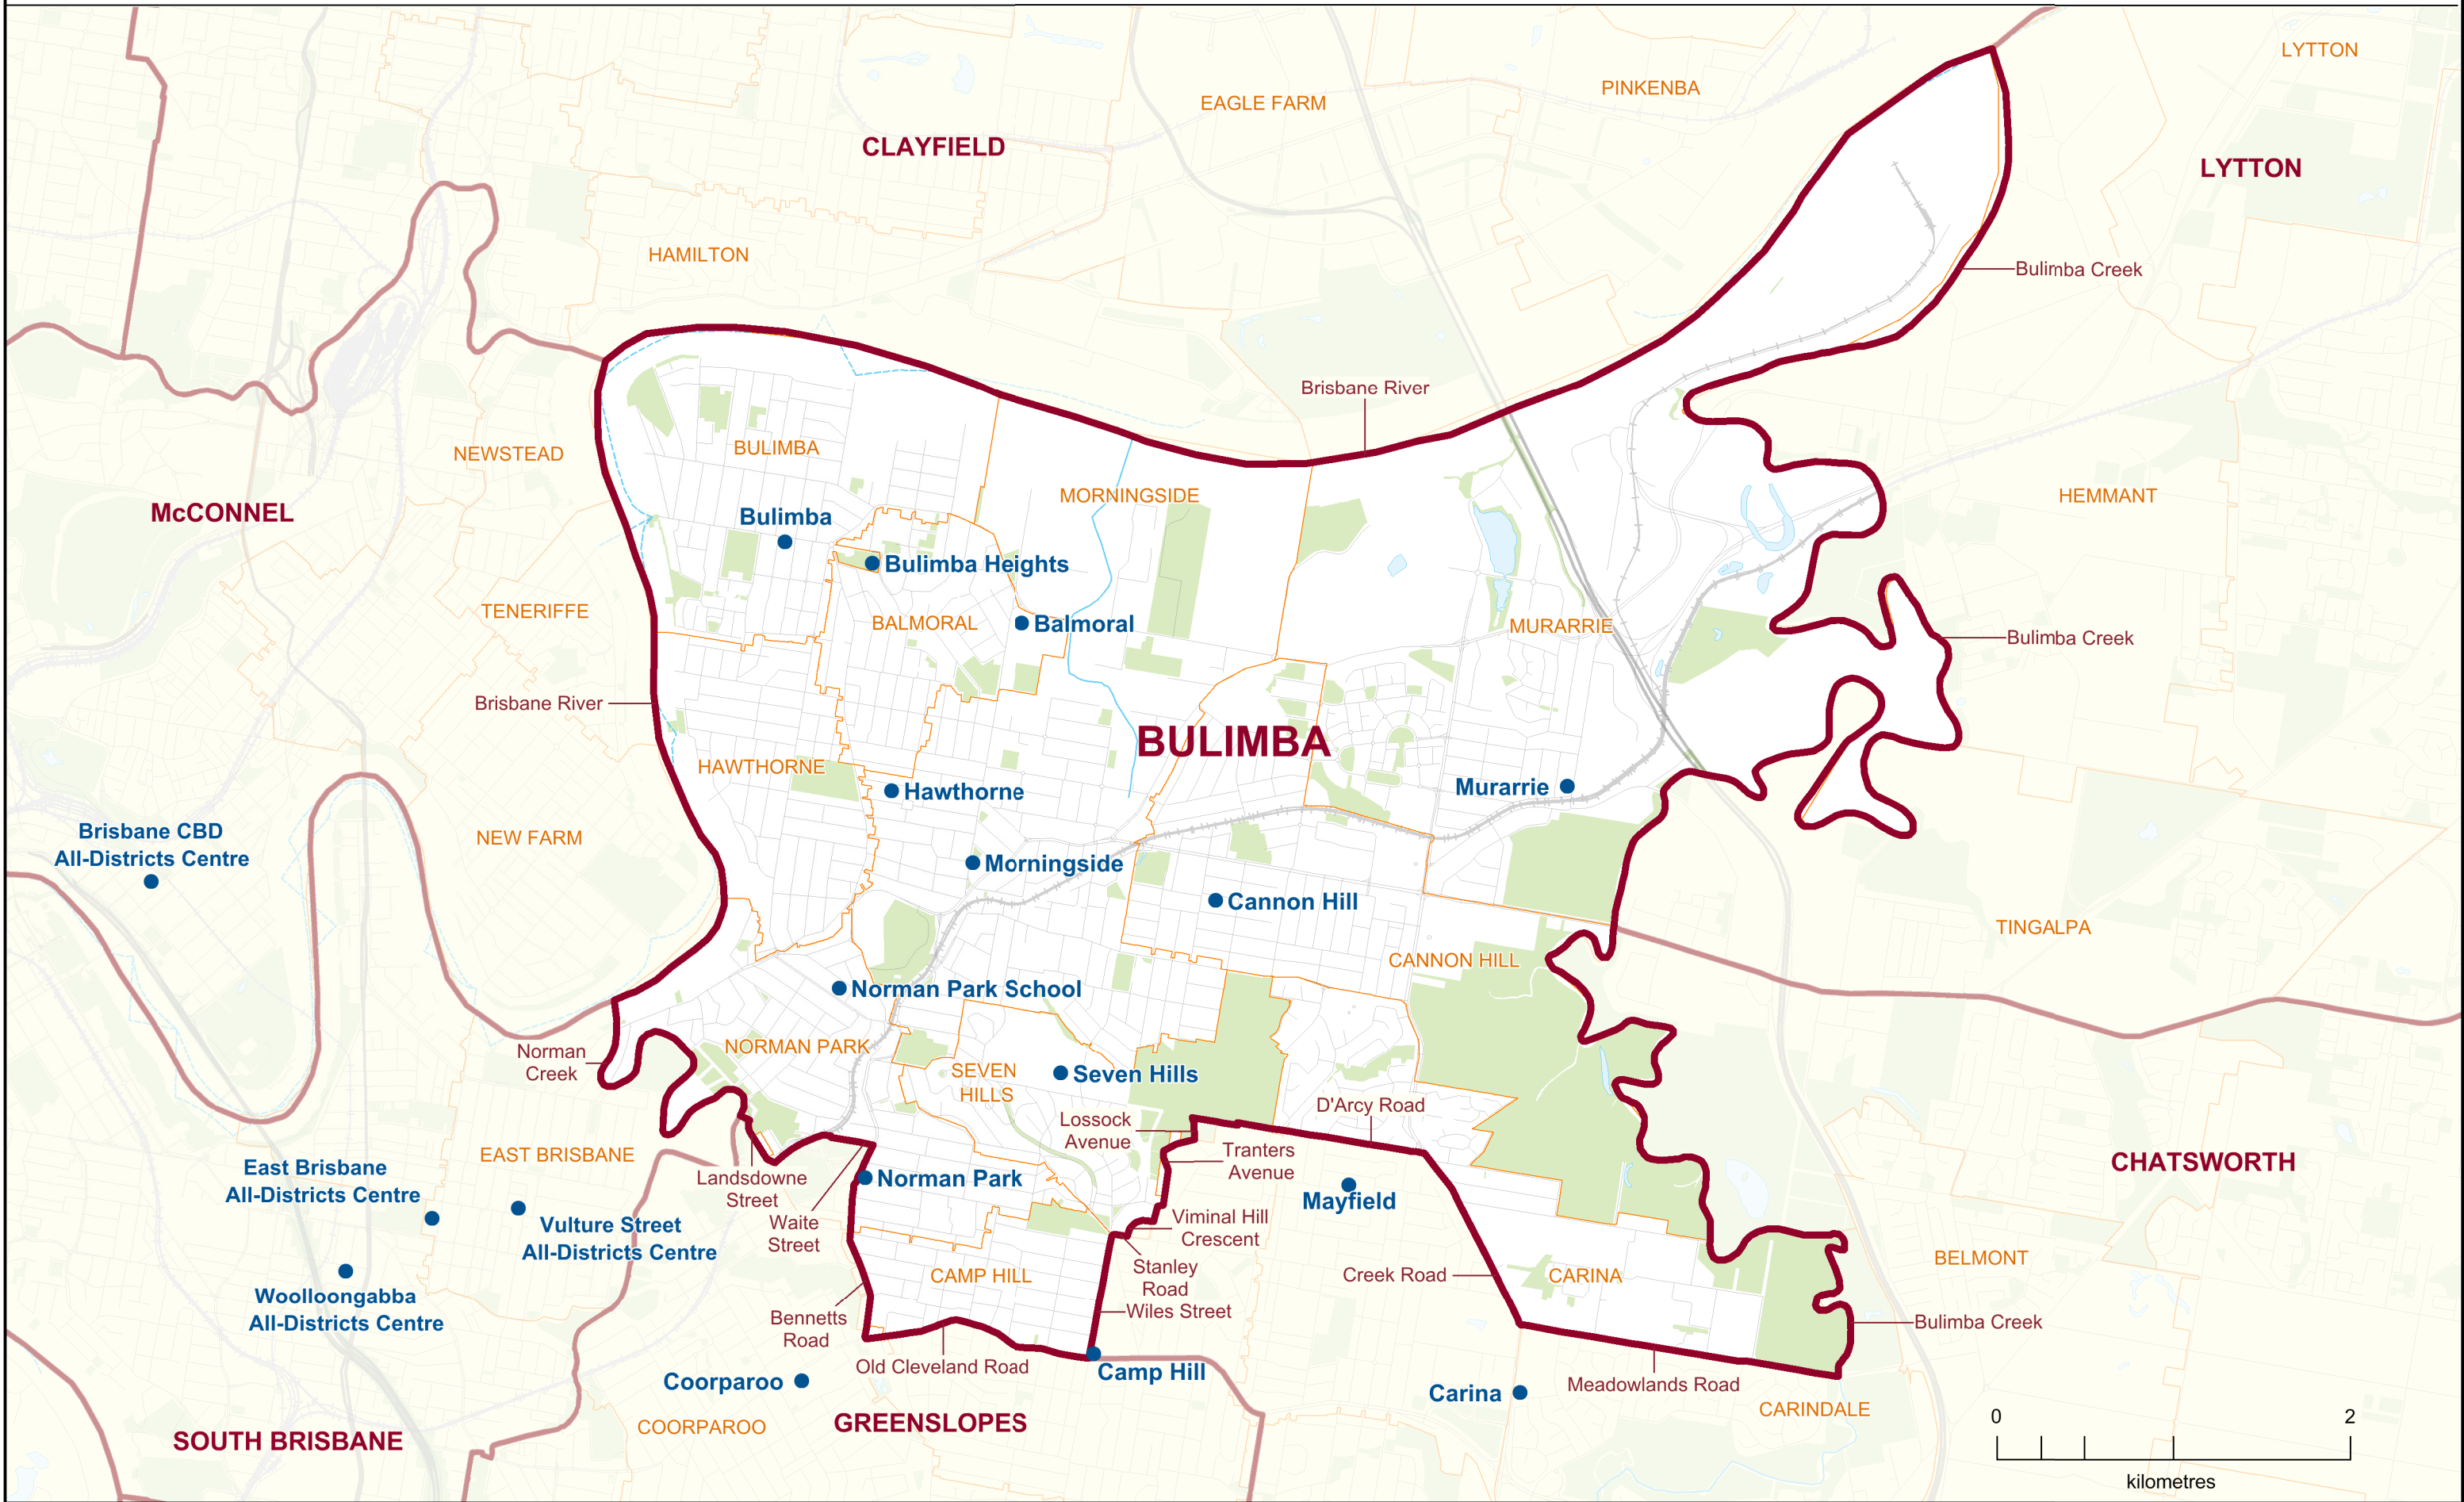 LYTTON
PINKENBA
EAGLE FARM
CLAYFIELD
LYTTON
HAMILTON
Bulimba Creek
Brisbane River
BULIMBA
NEWSTEAD
MORNINGSIDE
HEMMANT
McCONNEL
Bulimba
Bulimba Heights
TENERIFFE
BALMORAL
Balmoral
MURARRIE
Bulimba Creek
Brisbane River
BULIMBA
HAWTHORNE
Hawthorne
Murarrie
Brisbane CBD
All-Districts Centre
NEW FARM
Morningside
Cannon Hill
TINGALPA
CANNON HILL
Norman Park School
NORMAN PARK
Norman
Creek
SEVEN
HILLS
Seven Hills
Lossock
Avenue
D'Arcy Road
Tranters
Avenue
EAST BRISBANE
CHATSWORTH
East Brisbane
All-Districts Centre
Landsdowne
Street
Norman Park
Mayfield
Waite
Street
Viminal Hill
Crescent
Vulture Street
All-Districts Centre
BELMONT
Stanley
Road
CAMP HILL
Creek Road
CARINA
Woolloongabba
All-Districts Centre
Bennetts
Road
Wiles Street
Bulimba Creek
Old Cleveland Road
Camp Hill
Coorparoo
Carina
Meadowlands Road
CARINDALE
COORPAROO
GREENSLOPES
SOUTH BRISBANE
0 2
kilometres